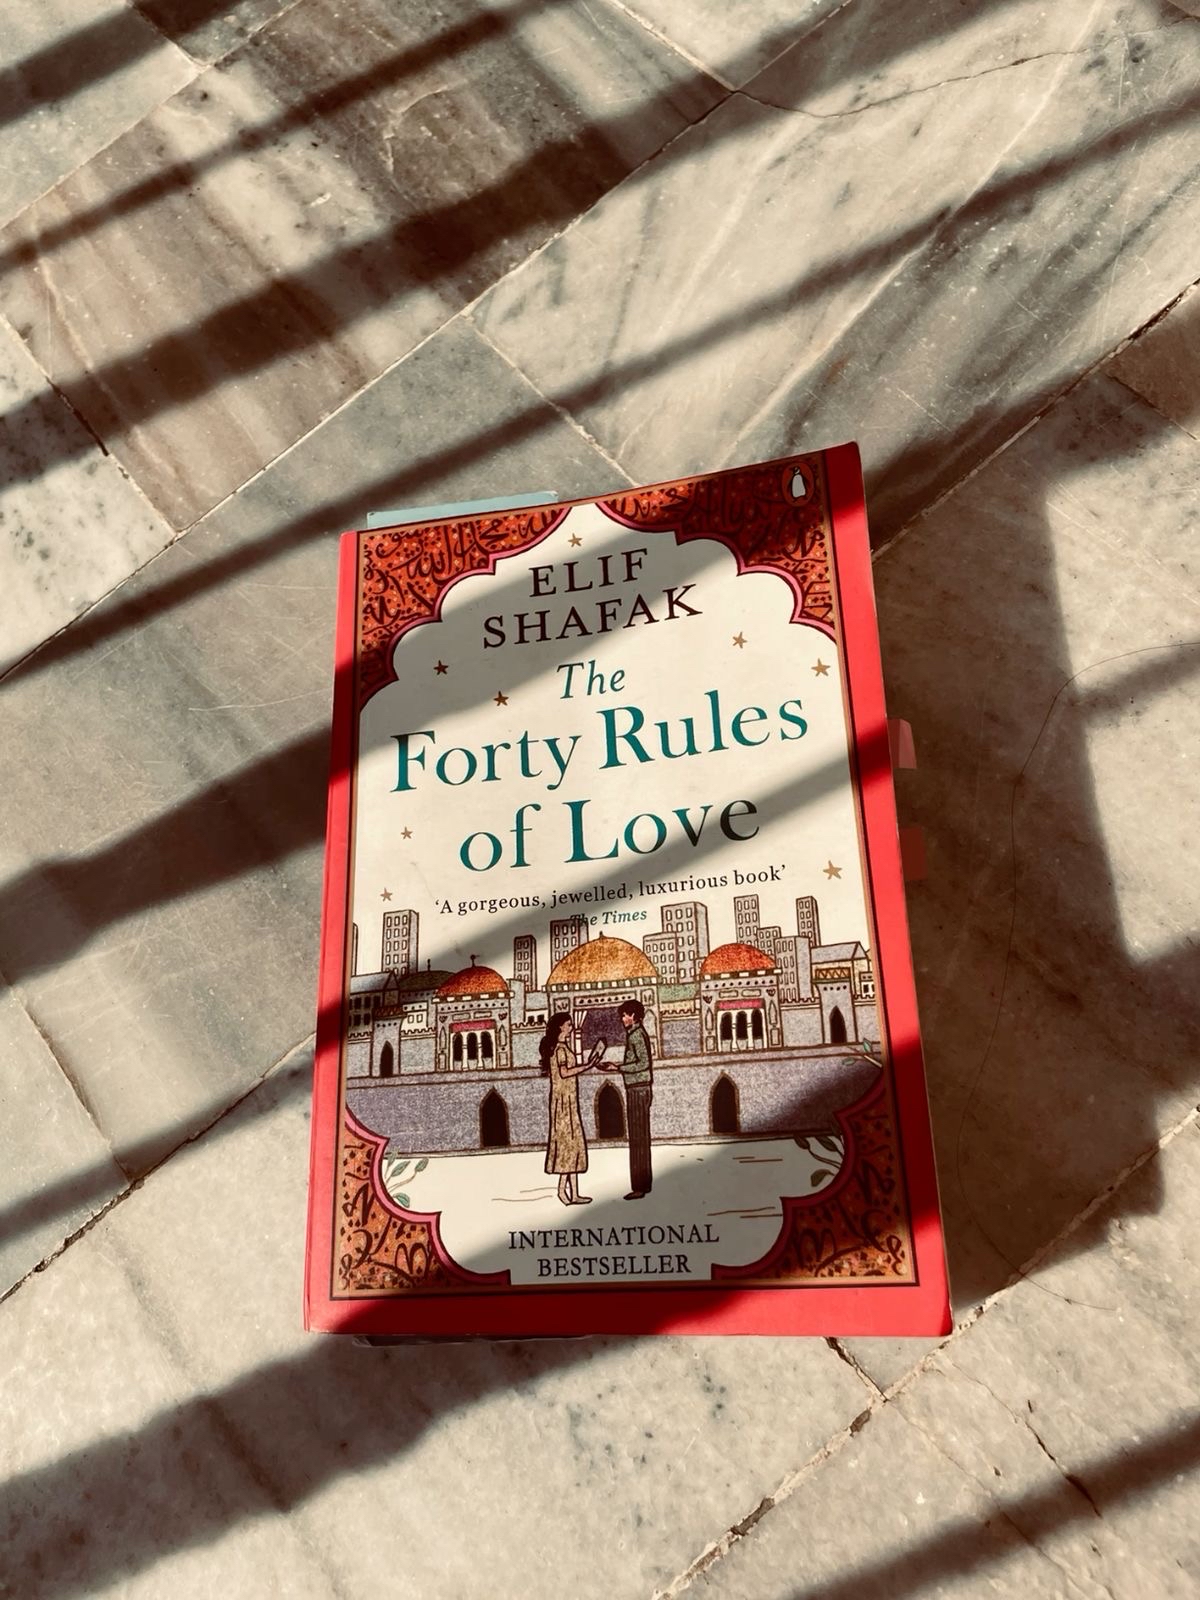 ELIF
SHAFAK
The
Forty Rules
of Love
‘A gorgeous, jewelled, luxurious book’
The Times
INTERNATIONAL
BESTSELLER